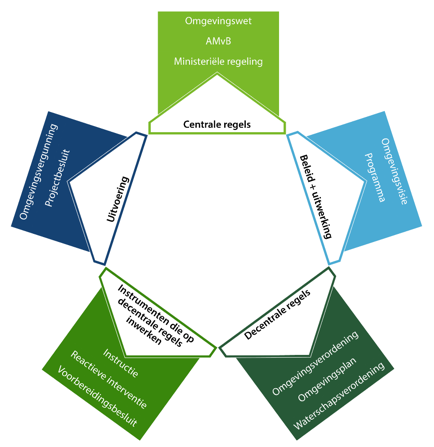 Omgevingswet
AMvB
Ministeriële regeling
Centrale regels
Omgevingsvisie
Programma
Beleid + uitwerking
Decentrale regels
Omgevingsverordening
Omgevingsplan
Waterschapsverordening
Instrumenten die op
decentrale regels
inwerken
Instructie
Reactieve interventie
Voorbereidingsbesluit
Omgevingsvergunning
Projectbesluit
Uitvoering